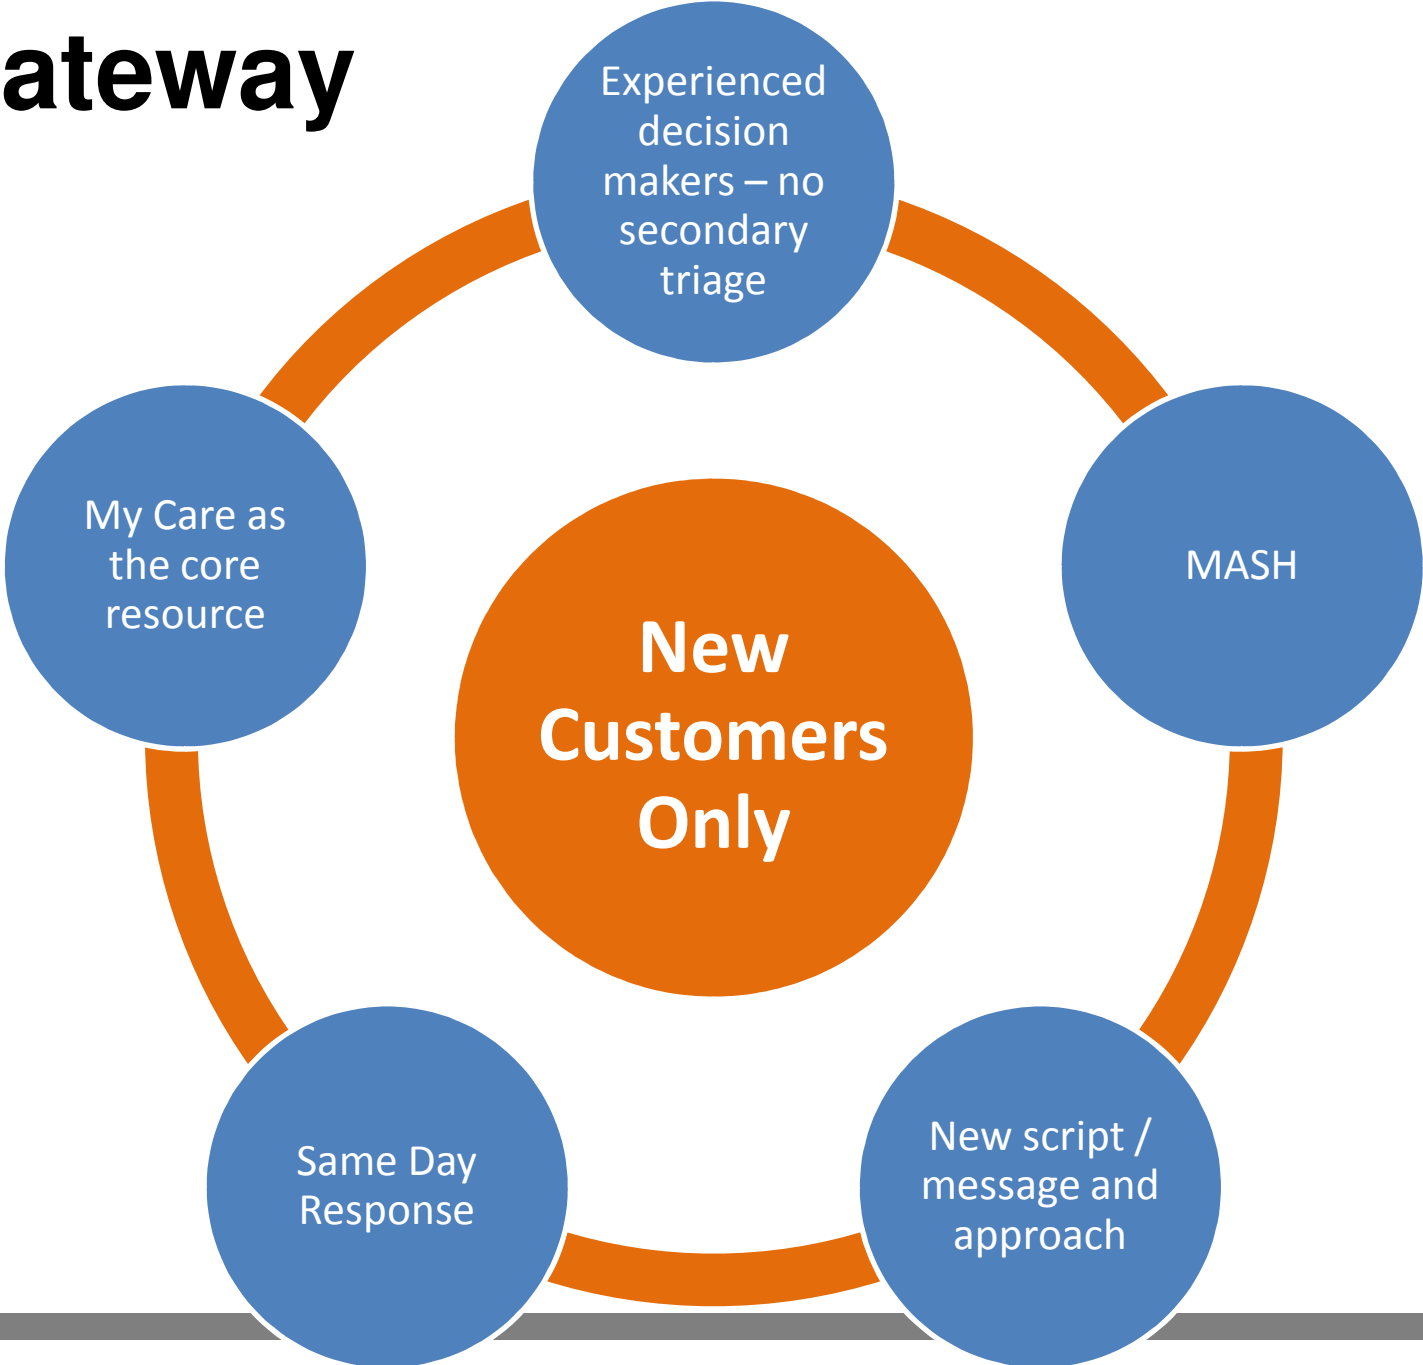 ateway
Experienced
decision
makers – no
secondary
triage
MASH
New script /
message and
approach
Same Day
Response
My Care as
the core
resource
New
Customers
Only